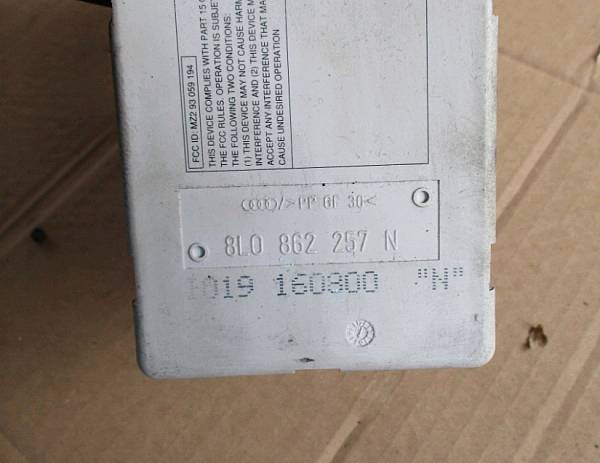 FCC ID: MZ2 93 059 194
THIS DEVICE COMPLIES WITH PART 15
THE FCC RULES. OPERATION IS SUBJE
THE FOLLOWING TWO CONDITIONS:
(1) THIS DEVICE MAY NOT CAUSE HARM
INTERFERENCE AND (2) THIS DEVICE M
ACCEPT ANY INTERFERENCE THAT MA
CAUSE UNDESIRED OPERATION
/>PP GF 30<
8L0 862 257 N
1019 160800 "N"